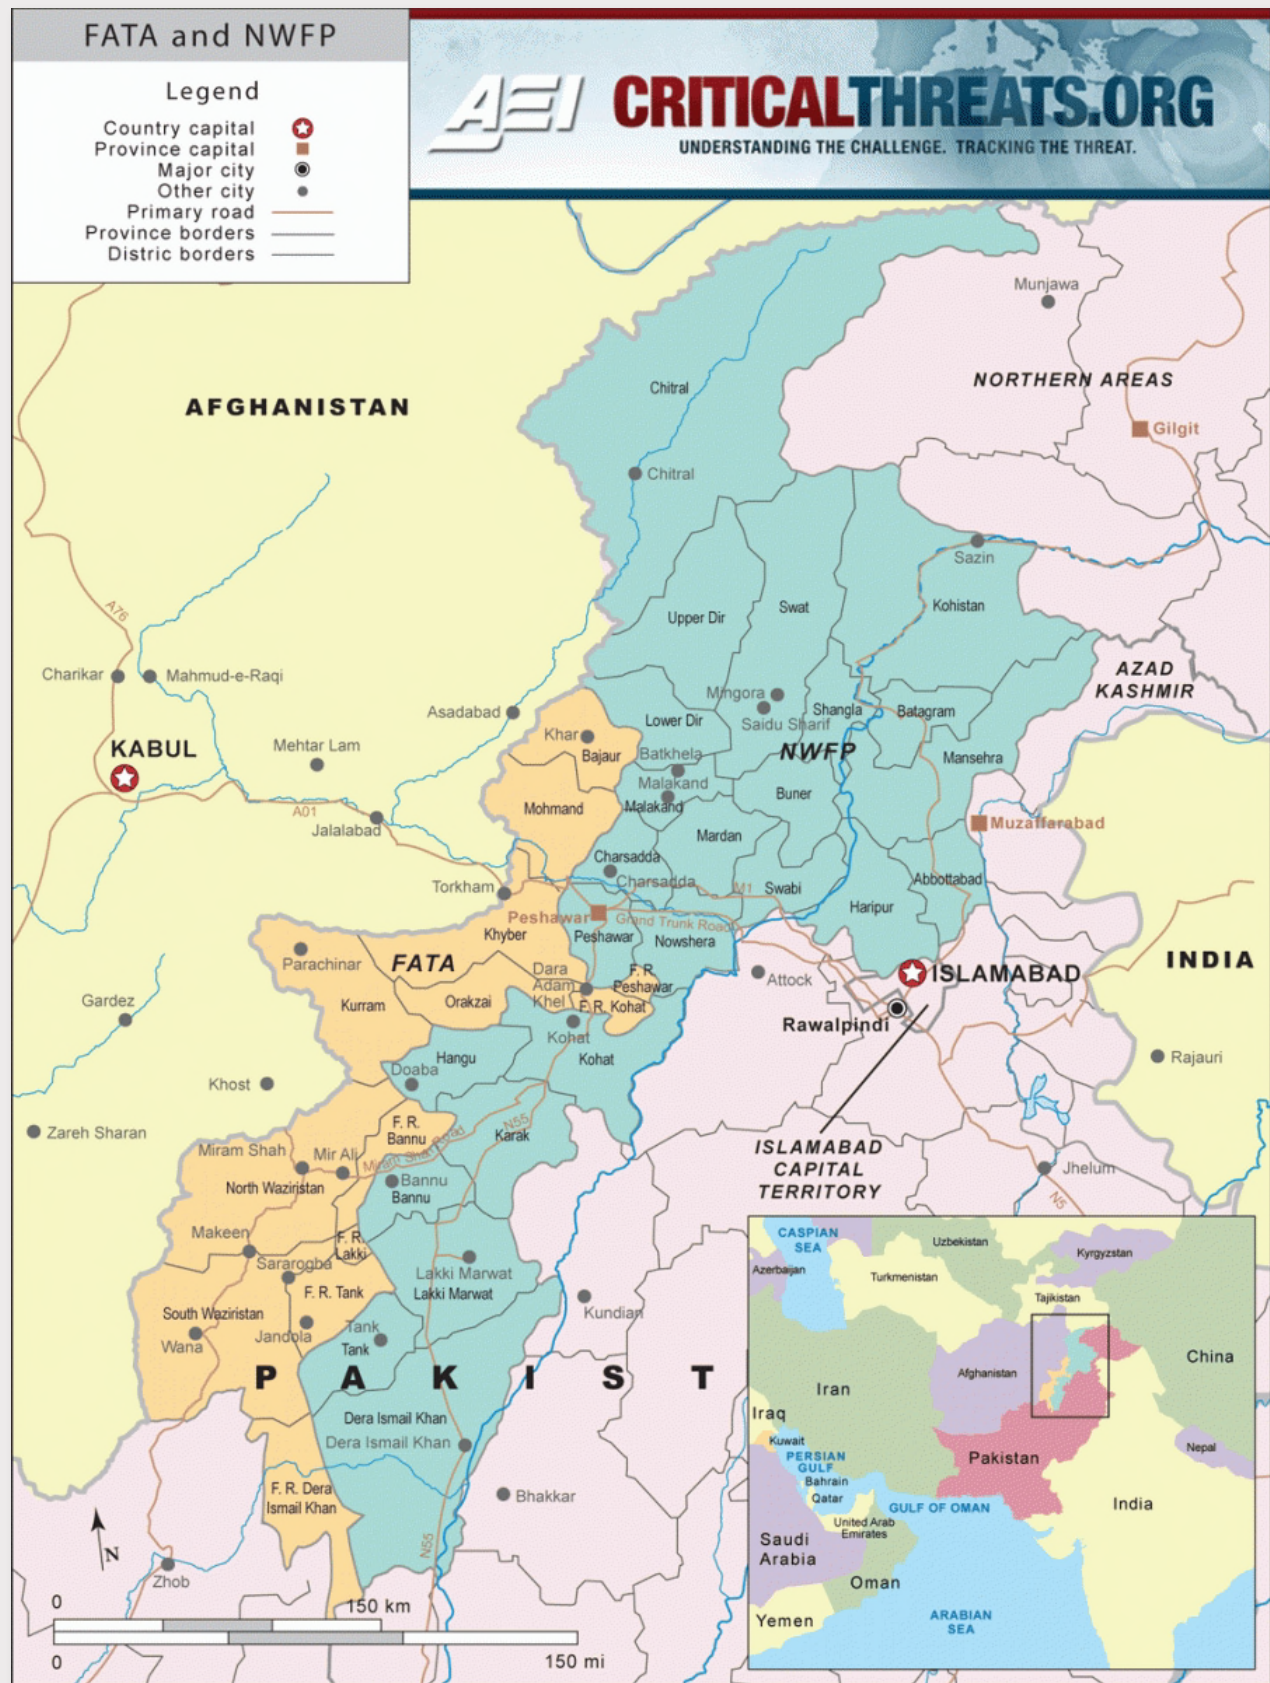 FATA and NWFP
Legend
Country capital
Province capital
Major city
Other city
Primary road
Province borders
Distric borders
AEI CRITICALTHREATS.ORG
UNDERSTANDING THE CHALLENGE. TRACKING THE THREAT.
Munjawa
NORTHERN AREAS
Chitral
AFGHANISTAN
Gilgit
Chitral
Sazin
A76
Upper Dir
Swat
Kohistan
Charikar
Mahmud-e-Raqi
AZAD
KASHMIR
Mingora
Asadabad
Lower Dir
Saidu Sharif
Shangla
Batagram
Khar
KABUL
Mehtar Lam
Bajaur
Batkhela
NWFP
Mansehra
Malakand
Malakand
Buner
Mohmand
A01
Jalalabad
Mardan
Muzaffarabad
Charsadda
Charsadda
Abbottabad
Torkham
M1
Swabi
Haripur
Peshawar
Grand Trunk Road
Khyber
Peshawar
Nowshera
Parachinar
FATA
INDIA
Dara
Adam
Khel
F. R.
Peshawar
Attock
ISLAMABAD
Gardez
Kurram
Orakzai
F. R. Kohat
Rawalpindi
Kohat
Hangu
Kohat
Rajauri
Doaba
Khost
Zareh Sharan
F. R.
Bannu
N55
Karak
Miram Shah
Mir Ali
Miram Shah Road
ISLAMABAD
CAPITAL
TERRITORY
Jhelum
North Waziristan
Bannu
Bannu
N5
Makeen
F. R.
Lakki
Sararogba
Lakki Marwat
Lakki Marwat
F. R. Tank
South Waziristan
Kundian
Jandola
Tank
Wana
Tank
P A K I S T
Dera Ismail Khan
Dera Ismail Khan
F. R. Dera
Ismail Khan
Bhakkar
N
N55
Zhob
0
150 km
0
150 mi
CASPIAN
SEA
Uzbekistan
Kyrgyzstan
Azerbaijan
Turkmenistan
Tajikistan
Afghanistan
China
Iran
Iraq
Kuwait
Pakistan
Nepal
PERSIAN
GULF
Bahrain
Qatar
GULF OF OMAN
India
United Arab
Emirates
Saudi
Arabia
Oman
Yemen
ARABIAN
SEA